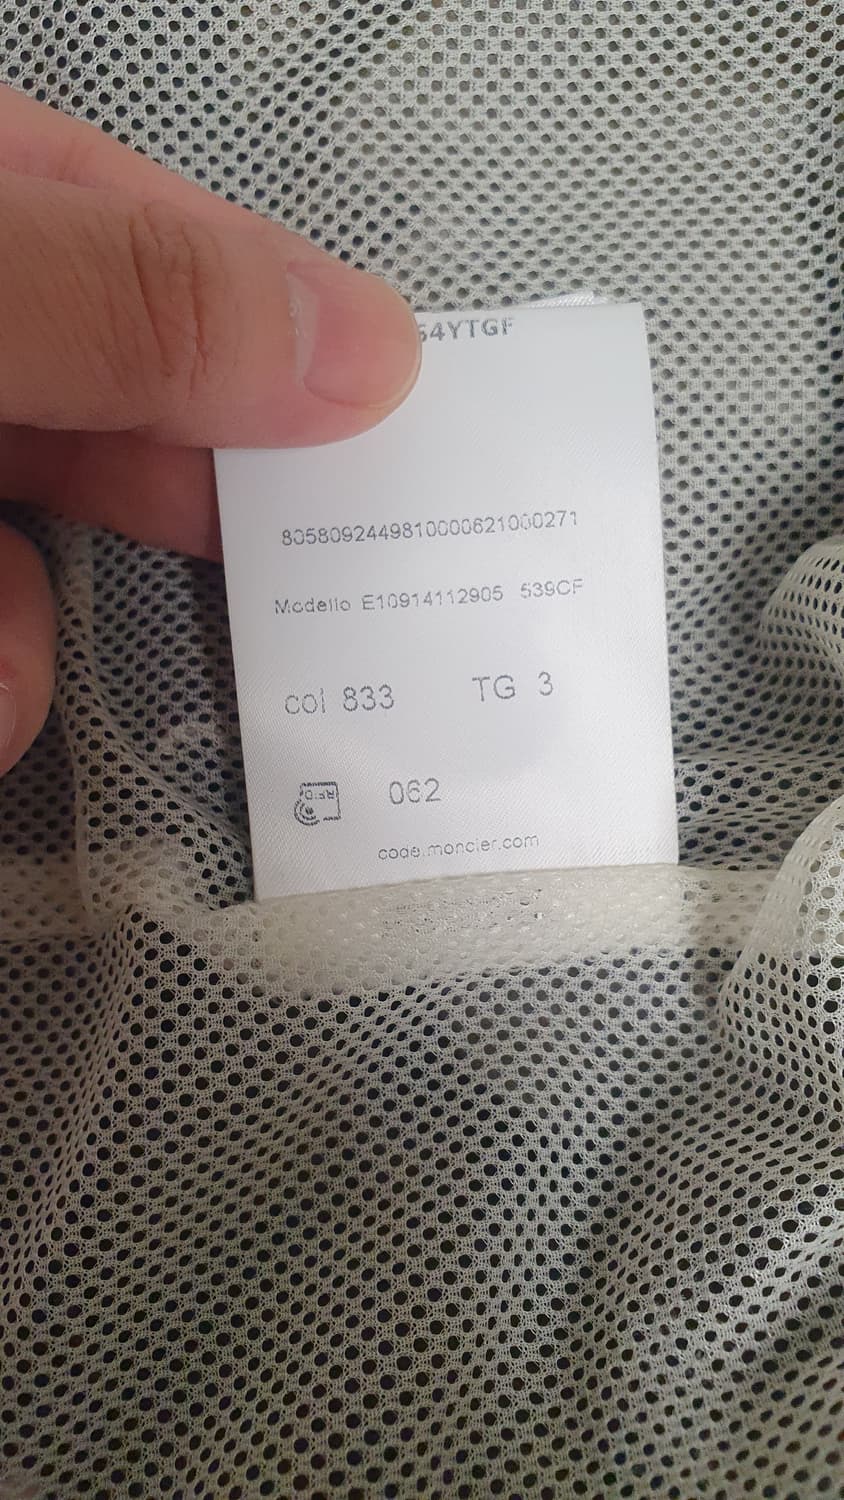 54YTGF
8058092449810000621000271
Modello E10914112905 539CF
col 833 TG 3
RFID 062
code.moncler.com